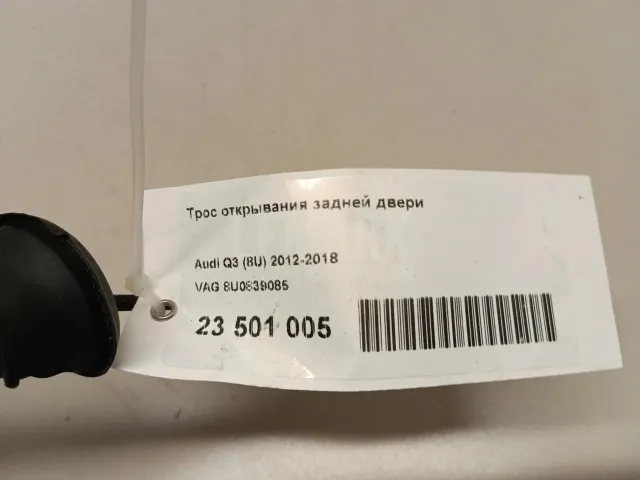 Трос открывания задней двери
Audi Q3 (8U) 2012-2018
VAG 8U0839085
23 501 005